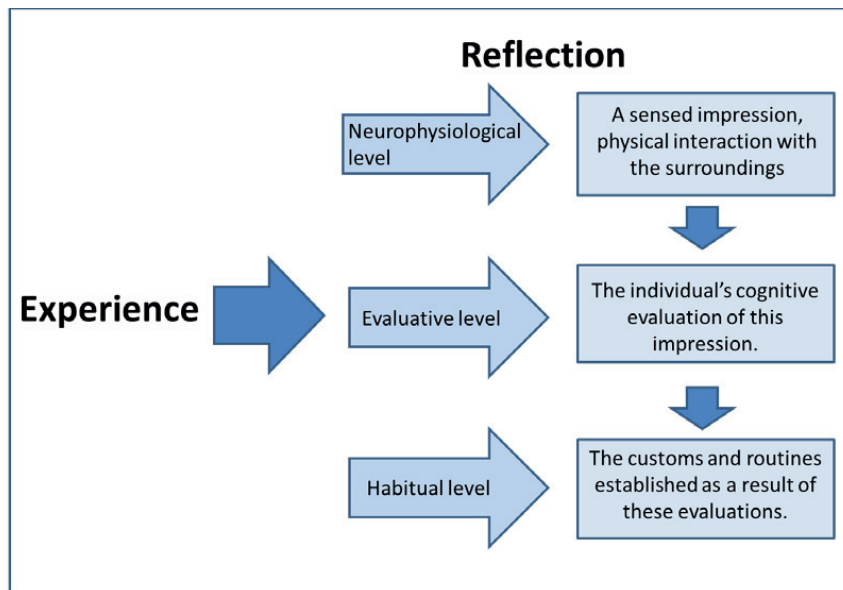 Reflection
Neurophysiological
level
A sensed impression,
physical interaction with
the surroundings
Experience
Evaluative level
The individual’s cognitive
evaluation of this
impression.
Habitual level
The customs and routines
established as a result of
these evaluations.